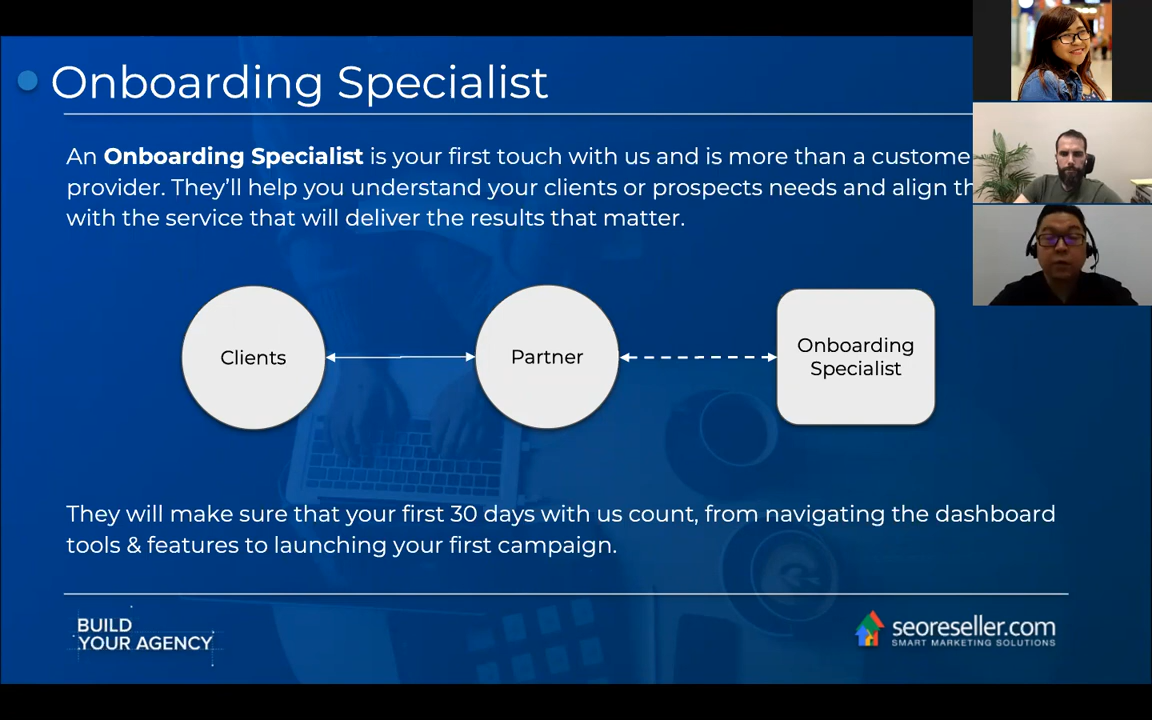 Onboarding Specialist
An Onboarding Specialist is your first touch with us and is more than a custome
provider. They'll help you understand your clients or prospects needs and align th
with the service that will deliver the results that matter.
Clients
Partner
Onboarding
Specialist
They will make sure that your first 30 days with us count, from navigating the dashboard
tools & features to launching your first campaign.
BUILD
YOUR AGENCY
seoreseller.com
SMART MARKETING SOLUTIONS